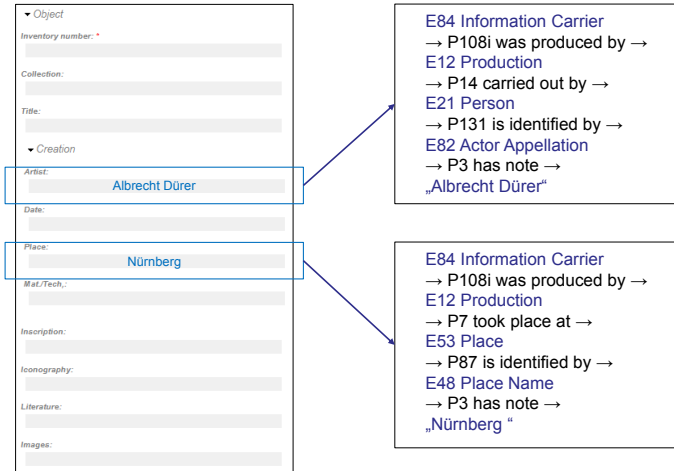 Object
Inventory number: *
Collection:
Title:
Creation
Artist:
Albrecht Dürer
Date:
Place:
Nürnberg
Mat./Tech,:
Inscription:
Iconography:
Literature:
Images:
E84 Information Carrier
→ P108i was produced by →
E12 Production
→ P14 carried out by →
E21 Person
→ P131 is identified by →
E82 Actor Appellation
→ P3 has note →
„Albrecht Dürer“
E84 Information Carrier
→ P108i was produced by →
E12 Production
→ P7 took place at →
E53 Place
→ P87 is identified by →
E48 Place Name
→ P3 has note →
„Nürnberg “